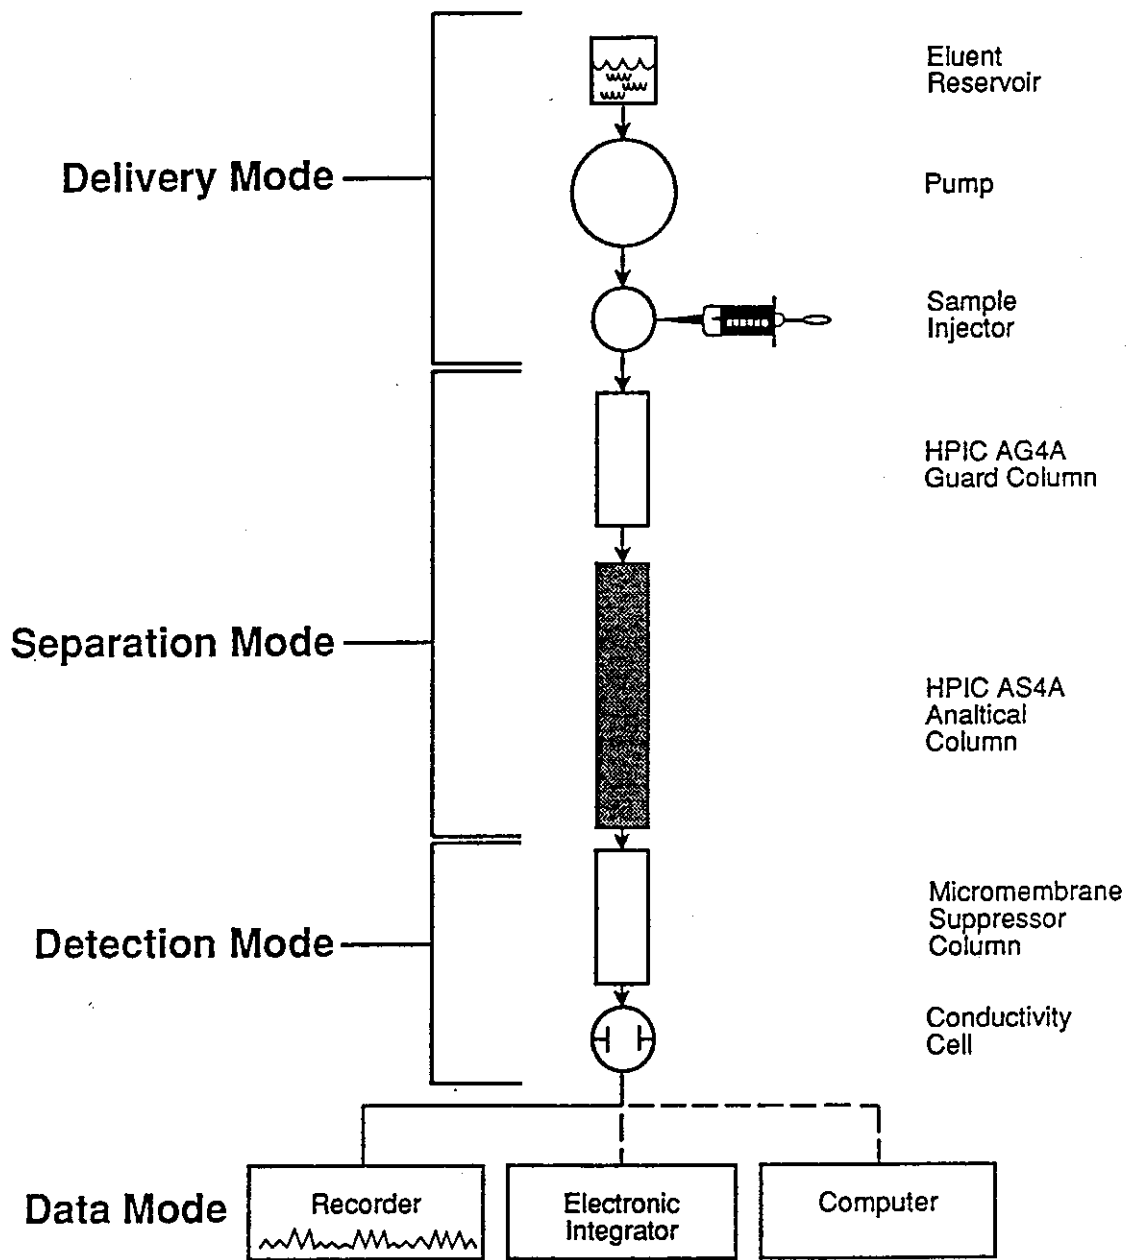 Eluent
Reservoir
Delivery Mode
Pump
Sample
Injector
HPIC AG4A
Guard Column
Separation Mode
HPIC AS4A
Analtical
Column
Micromembrane
Suppressor
Column
Detection Mode
Conductivity
Cell
Data Mode
Recorder
Electronic
Integrator
Computer